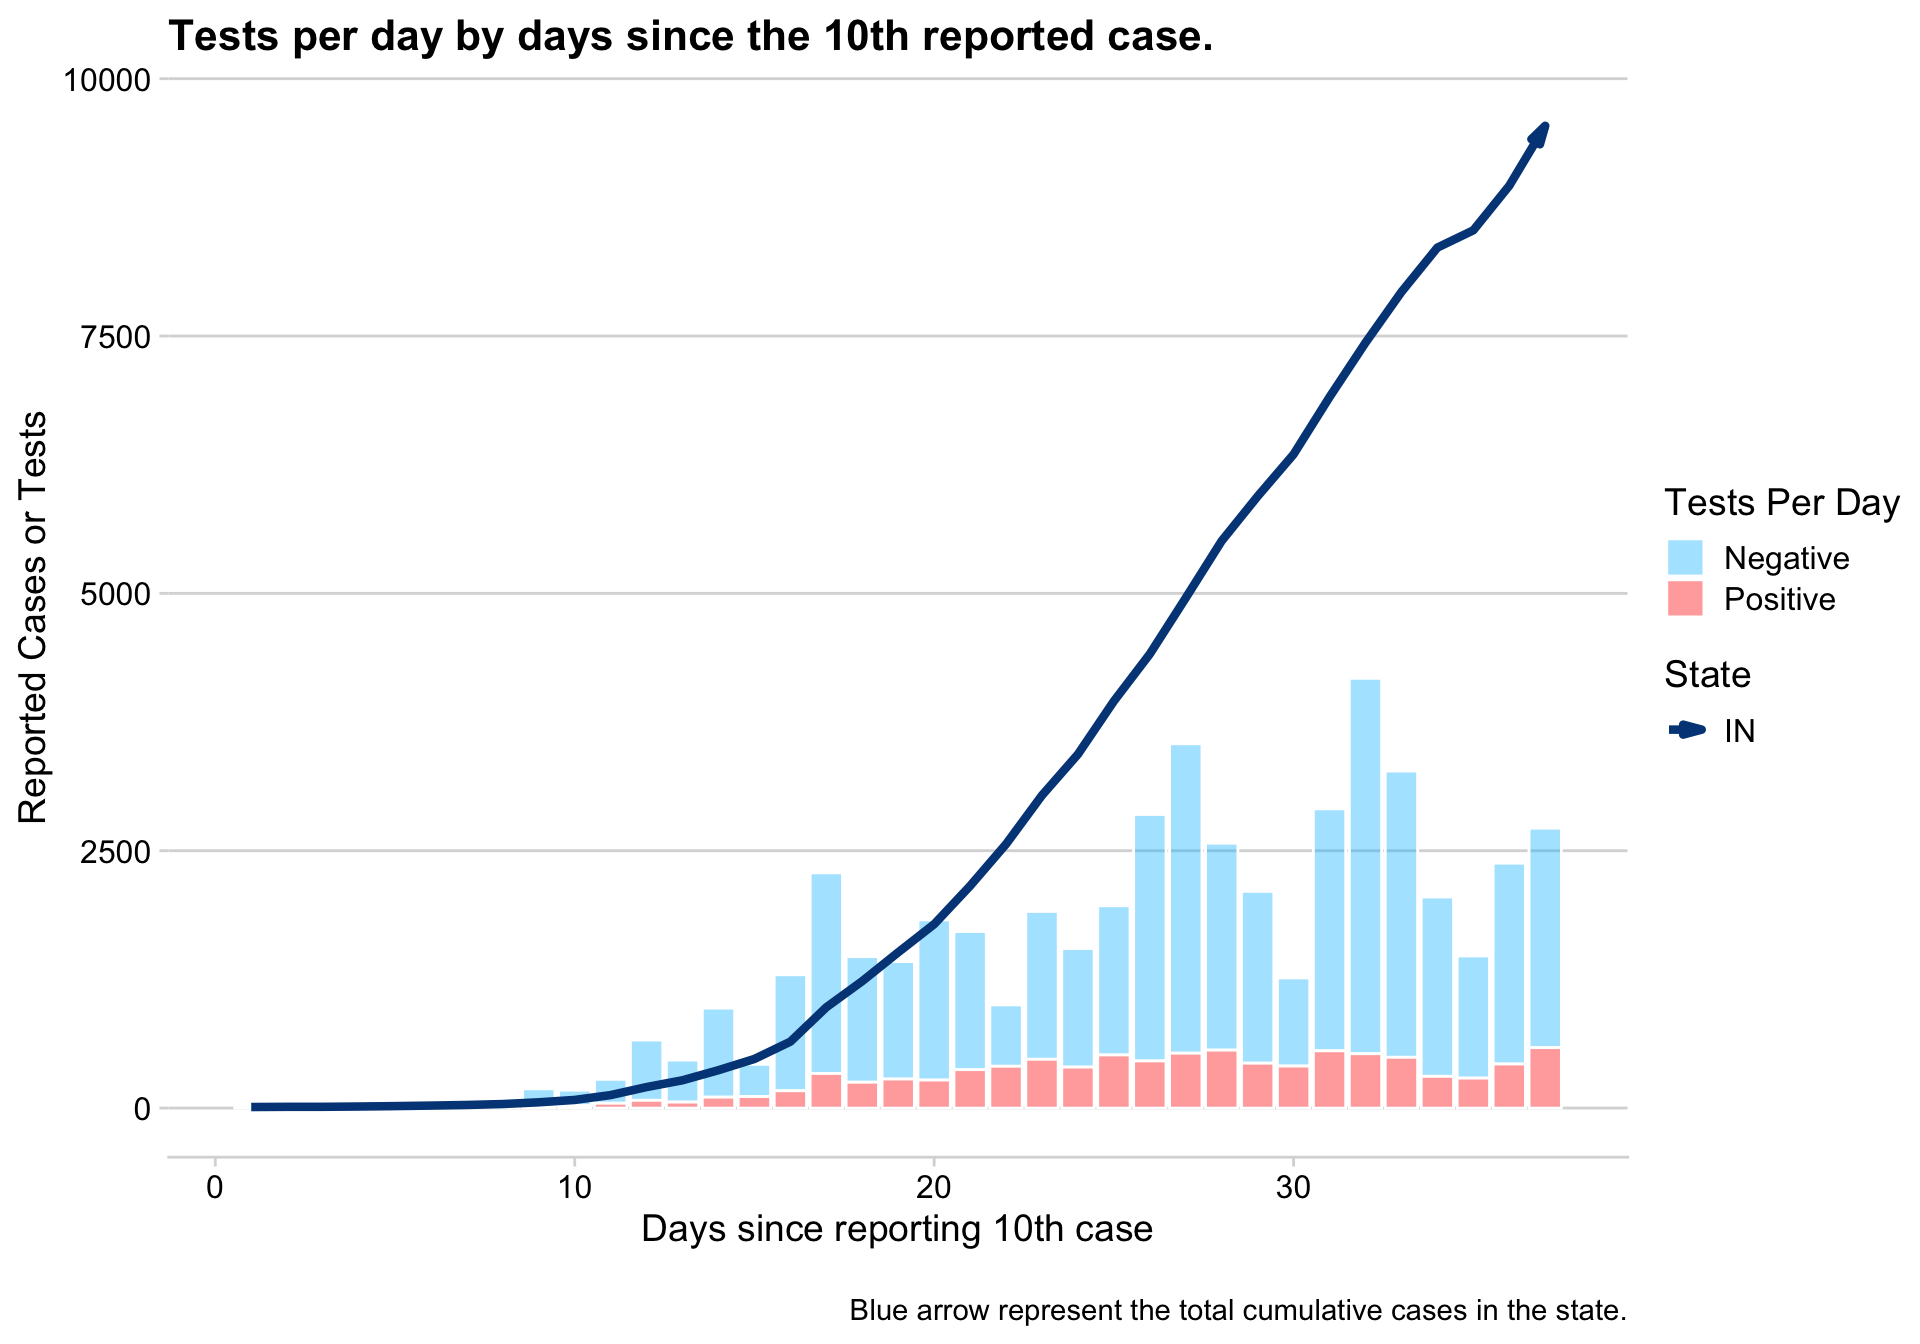 Tests per day by days since the 10th reported case.
10000
7500
5000
2500
0
Reported Cases or Tests
0 10 20 30
Days since reporting 10th case
Tests Per Day
Negative
Positive
State
IN
Blue arrow represent the total cumulative cases in the state.